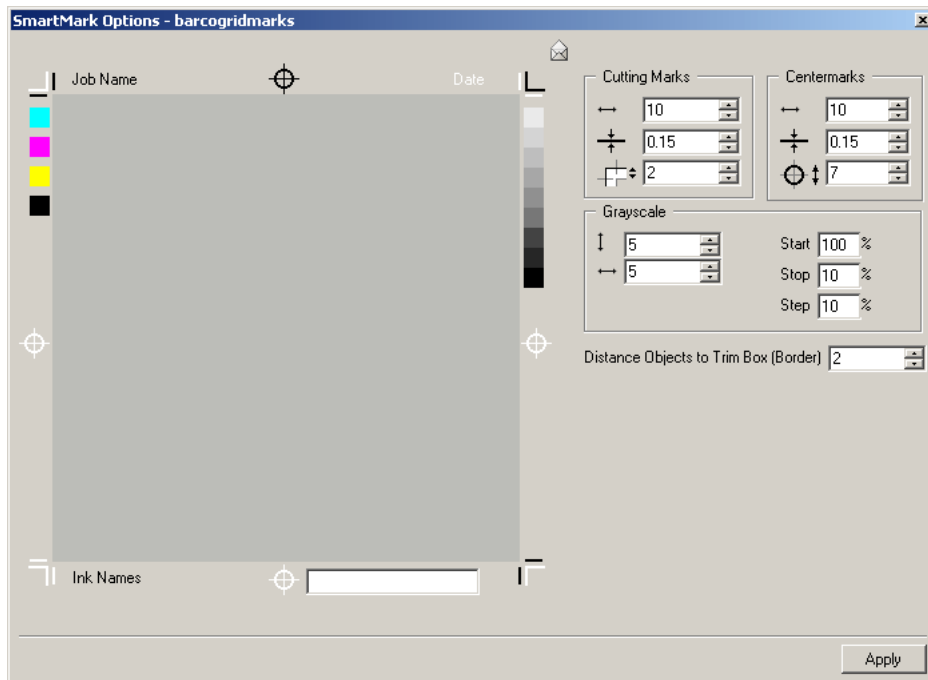 SmartMark Options - barcogridmarks
Job Name
Date
Cutting Marks
10
0.15
2
Centermarks
10
0.15
7
Grayscale
5
5
Start 100 %
Stop 10 %
Step 10 %
Distance Objects to Trim Box (Border) 2
Ink Names
Apply